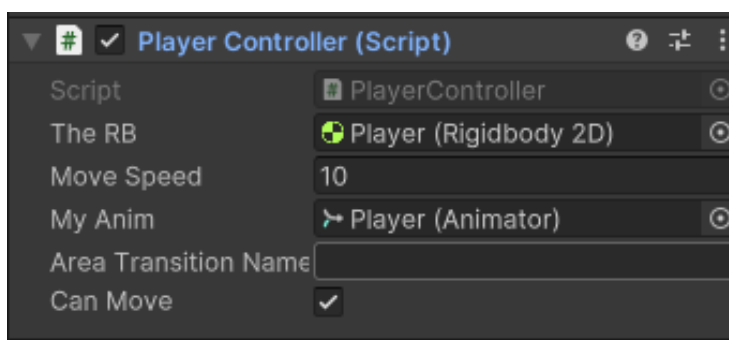 Player Controller (Script)
Script PlayerController
The RB Player (Rigidbody 2D)
Move Speed 10
My Anim Player (Animator)
Area Transition Name
Can Move